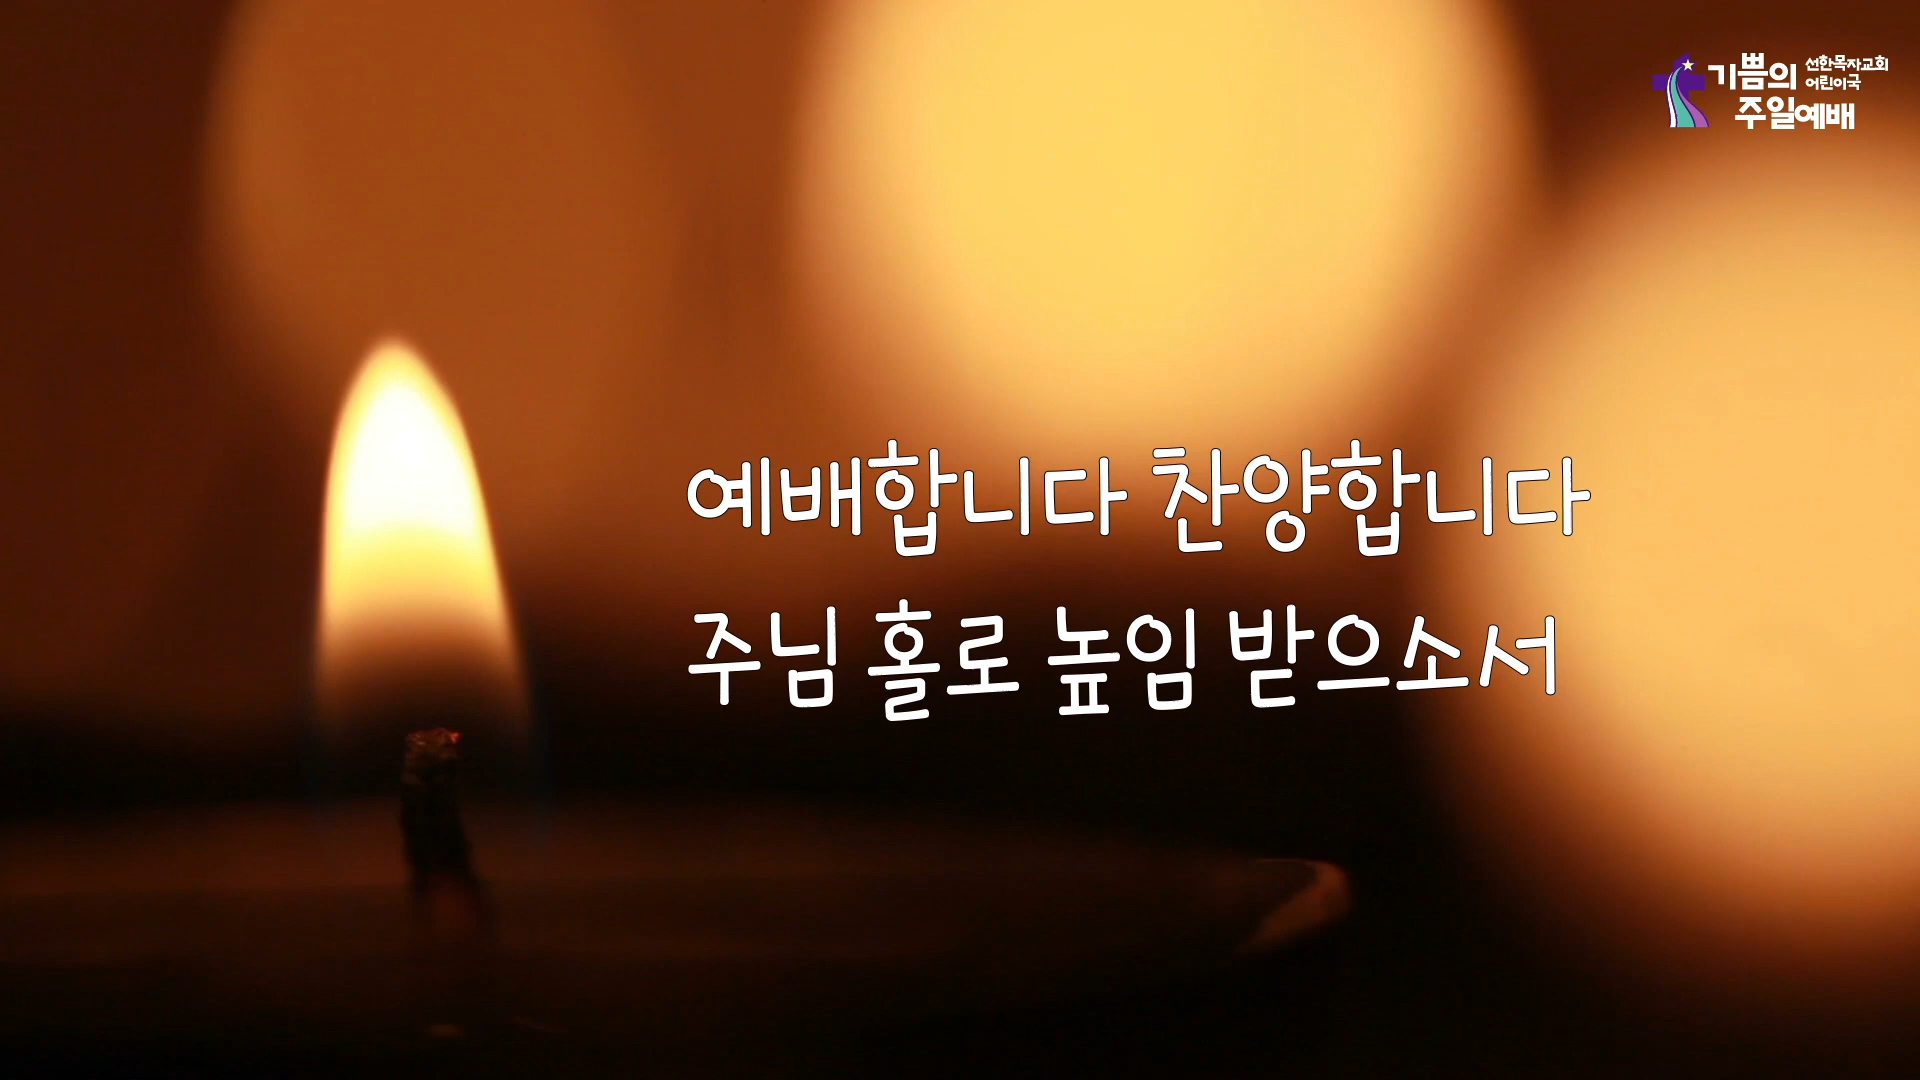 기쁨의 선한목자교회
어린이국
주일예배
예배합니다 찬양합니다
주님 홀로 높임 받으소서